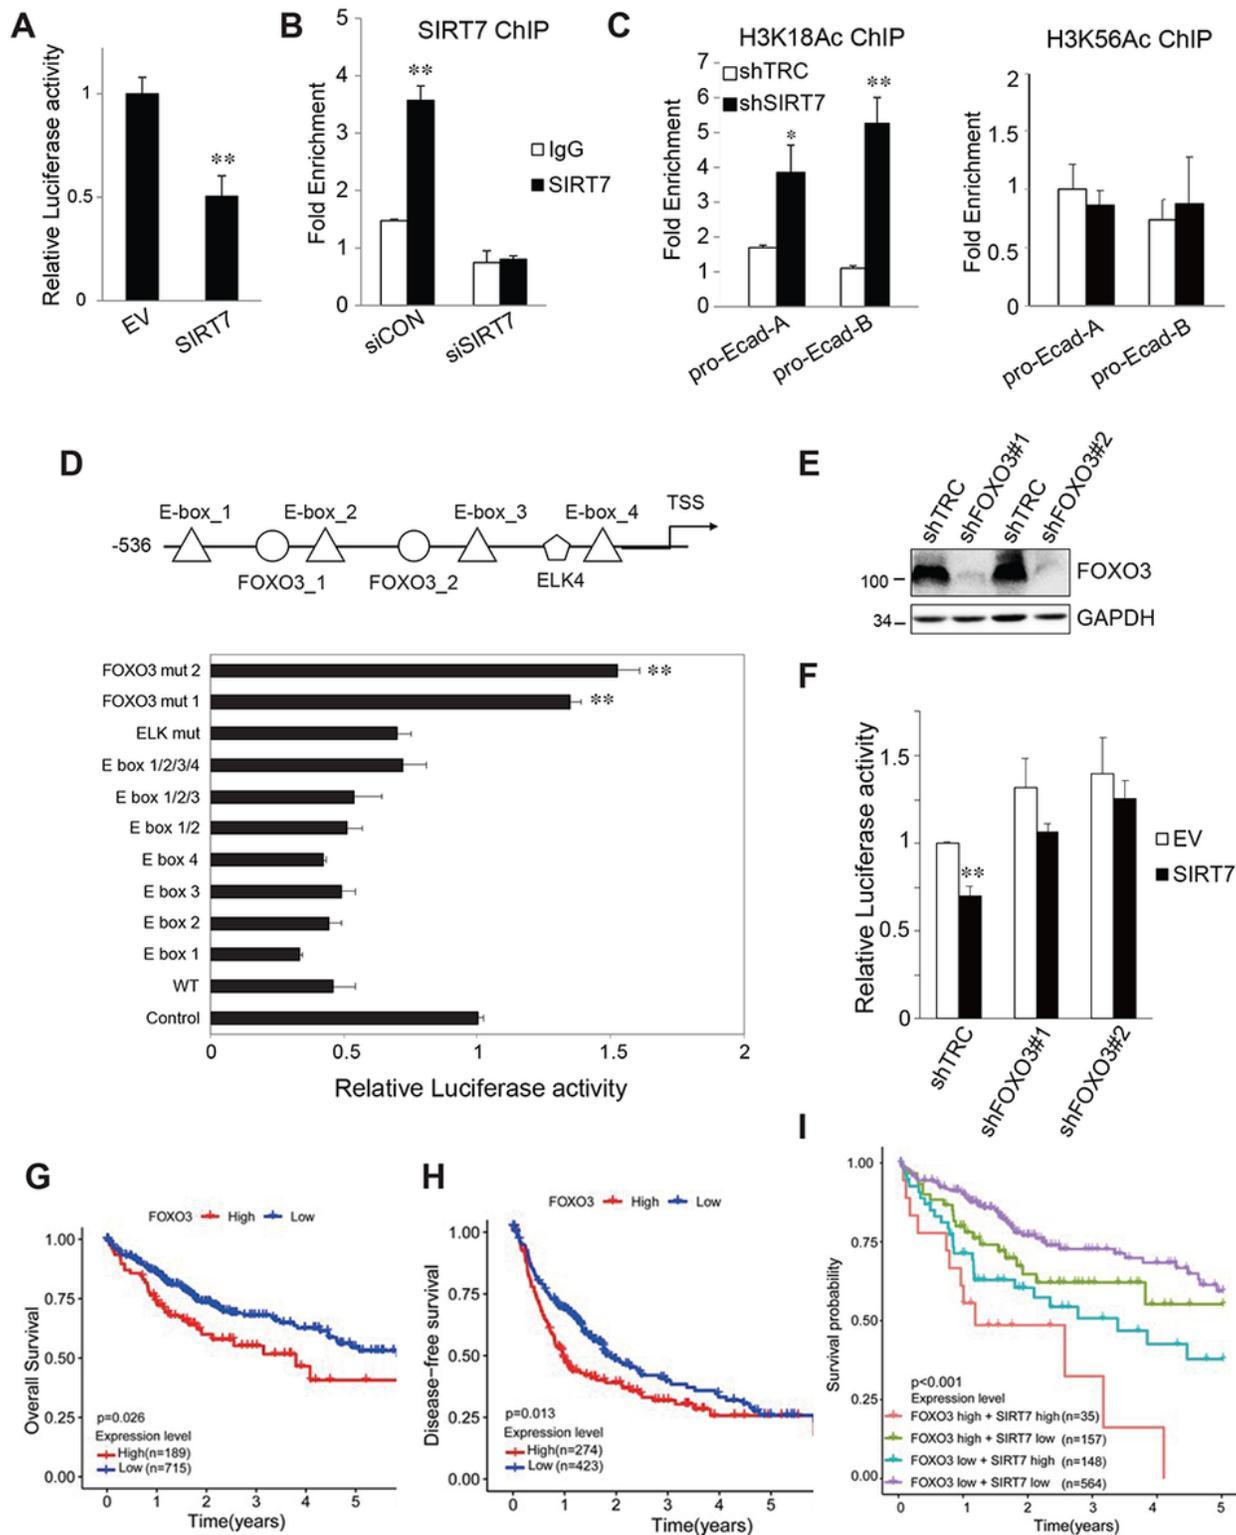 A
Relative Luciferase activity
1
0.5
0
**
EV
SIRT7
B
SIRT7 ChIP
Fold Enrichment
5
4
3
2
1
0
**
IgG
SIRT7
siCON
siSIRT7
C
H3K18Ac ChIP
shTRC
shSIRT7
Fold Enrichment
7
6
5
4
3
2
1
0
*
**
pro-Ecad-A
pro-Ecad-B
H3K56Ac ChIP
Fold Enrichment
2
1.5
1
0.5
0
pro-Ecad-A
pro-Ecad-B
D
E-box_1
E-box_2
E-box_3
E-box_4
TSS
-536
FOXO3_1
FOXO3_2
ELK4
FOXO3 mut 2
**
FOXO3 mut 1
**
ELK mut
E box 1/2/3/4
E box 1/2/3
E box 1/2
E box 4
E box 3
E box 2
E box 1
WT
Control
0
0.5
1
1.5
2
Relative Luciferase activity
E
shTRC
shFOXO3#1
shTRC
shFOXO3#2
100
FOXO3
34
GAPDH
F
Relative Luciferase activity
1.5
1
0.5
0
**
EV
SIRT7
shTRC
shFOXO3#1
shFOXO3#2
G
FOXO3 High Low
Overall Survival
1.00
0.75
0.50
0.25
0.00
p=0.026
Expression level
High(n=189)
Low (n=715)
0 1 2 3 4 5
Time(years)
H
FOXO3 High Low
Disease-free survival
1.00
0.75
0.50
0.25
0.00
p=0.013
Expression level
High(n=274)
Low (n=423)
0 1 2 3 4 5
Time(years)
I
Survival probability
1.00
0.75
0.50
0.25
0.00
p<0.001
Expression level
FOXO3 high + SIRT7 high(n=35)
FOXO3 high + SIRT7 low (n=157)
FOXO3 low + SIRT7 high (n=148)
FOXO3 low + SIRT7 low (n=564)
0 1 2 3 4 5
Time(years)